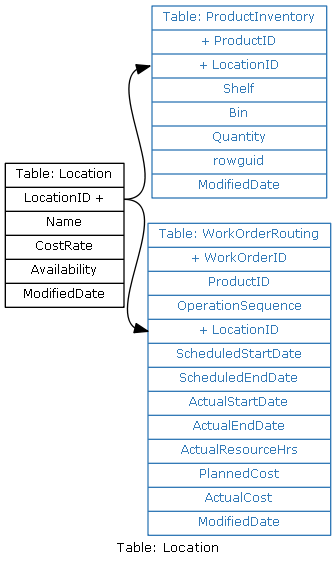 Table: ProductInventory
+ ProductID
+ LocationID
Shelf
Bin
Quantity
rowguid
ModifiedDate
Table: Location
LocationID +
Name
CostRate
Availability
ModifiedDate
Table: WorkOrderRouting
+ WorkOrderID
ProductID
OperationSequence
+ LocationID
ScheduledStartDate
ScheduledEndDate
ActualStartDate
ActualEndDate
ActualResourceHrs
PlannedCost
ActualCost
ModifiedDate
Table: Location